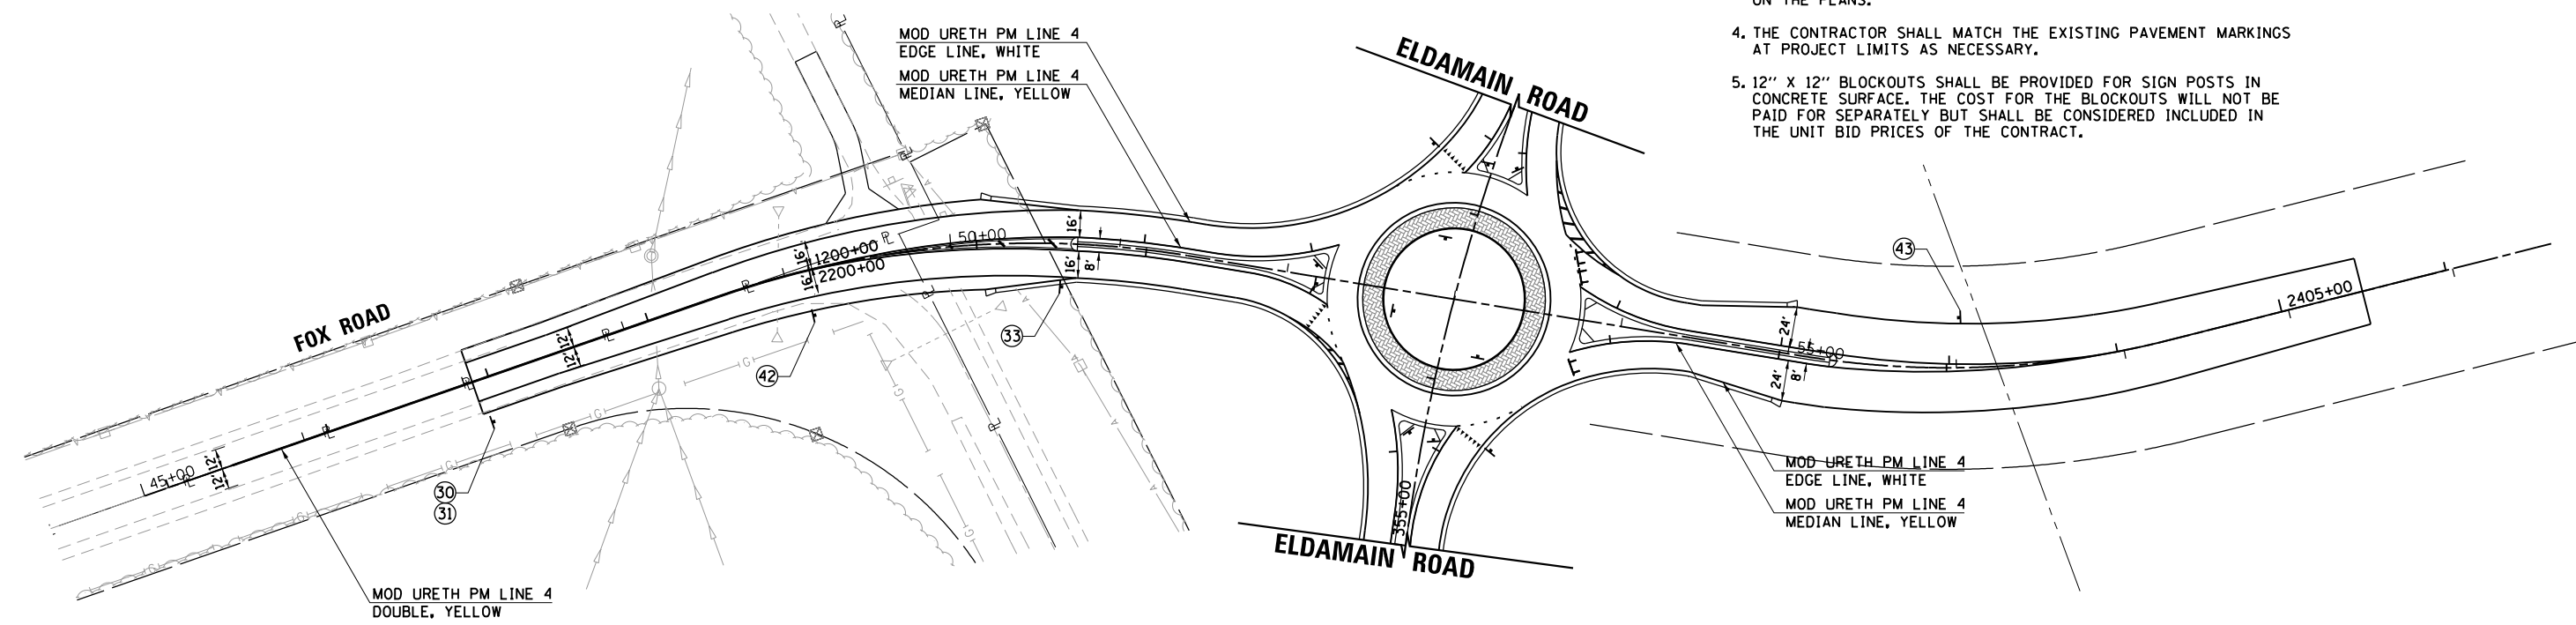 ON THE PLANS.
4. THE CONTRACTOR SHALL MATCH THE EXISTING PAVEMENT MARKINGS
AT PROJECT LIMITS AS NECESSARY.
5. 12'' X 12'' BLOCKOUTS SHALL BE PROVIDED FOR SIGN POSTS IN
CONCRETE SURFACE. THE COST FOR THE BLOCKOUTS WILL NOT BE
PAID FOR SEPARATELY BUT SHALL BE CONSIDERED INCLUDED IN
THE UNIT BID PRICES OF THE CONTRACT.
MOD URETH PM LINE 4
EDGE LINE, WHITE
MOD URETH PM LINE 4
MEDIAN LINE, YELLOW
ELDAMAIN ROAD
FOX ROAD
16'
1200+00
2200+00
16'
50+00
16'
16'
8'
12'
12'
33
42
43
2405+00
24'
55+00
24'
8'
45+00
12'
12'
30
31
355+00
ELDAMAIN ROAD
MOD URETH PM LINE 4
EDGE LINE, WHITE
MOD URETH PM LINE 4
MEDIAN LINE, YELLOW
MOD URETH PM LINE 4
DOUBLE, YELLOW